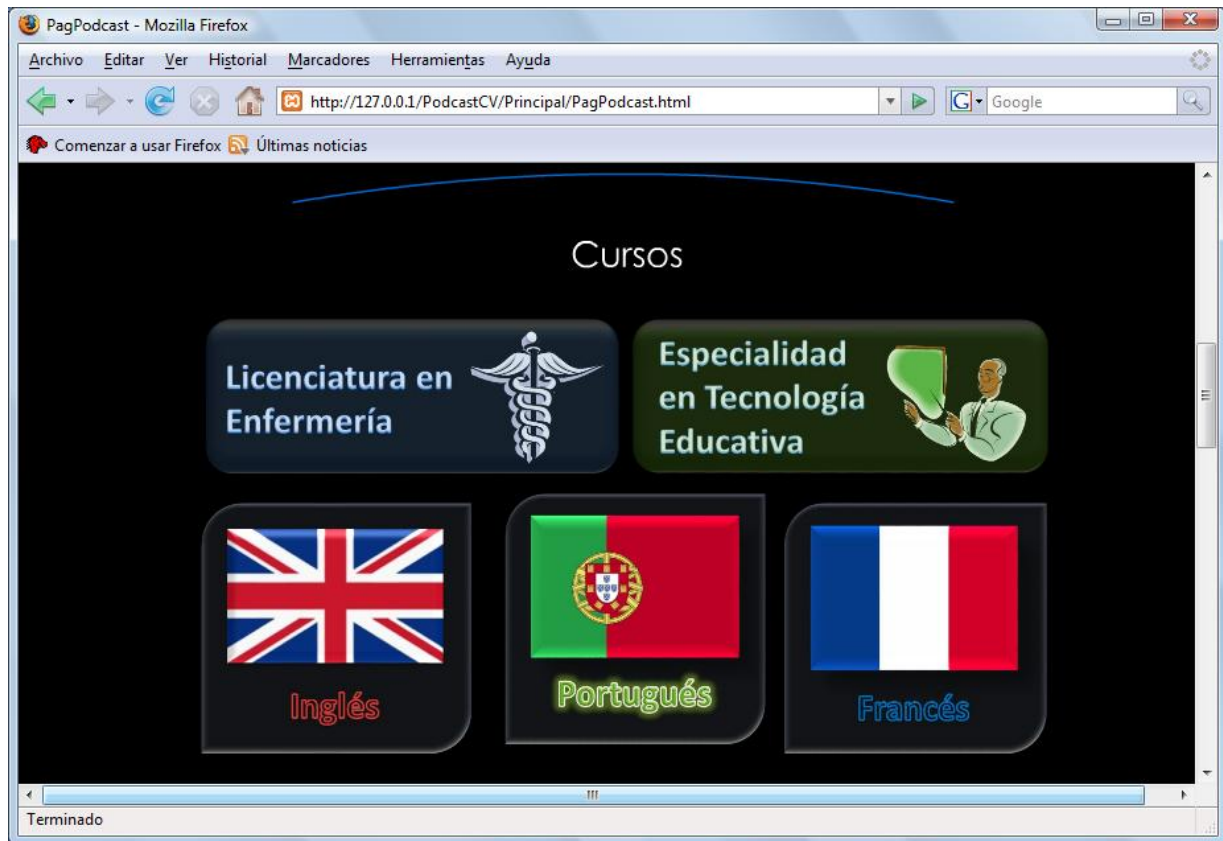 PagPodcast - Mozilla Firefox
Archivo Editar Ver Historial Marcadores Herramientas Ayuda
http://127.0.0.1/PodcastCV/Principal/PagPodcast.html
G Google
Comenzar a usar Firefox Últimas noticias
Cursos
Licenciatura en
Enfermería
Especialidad
en Tecnología
Educativa
Inglés
Portugués
Francés
Terminado